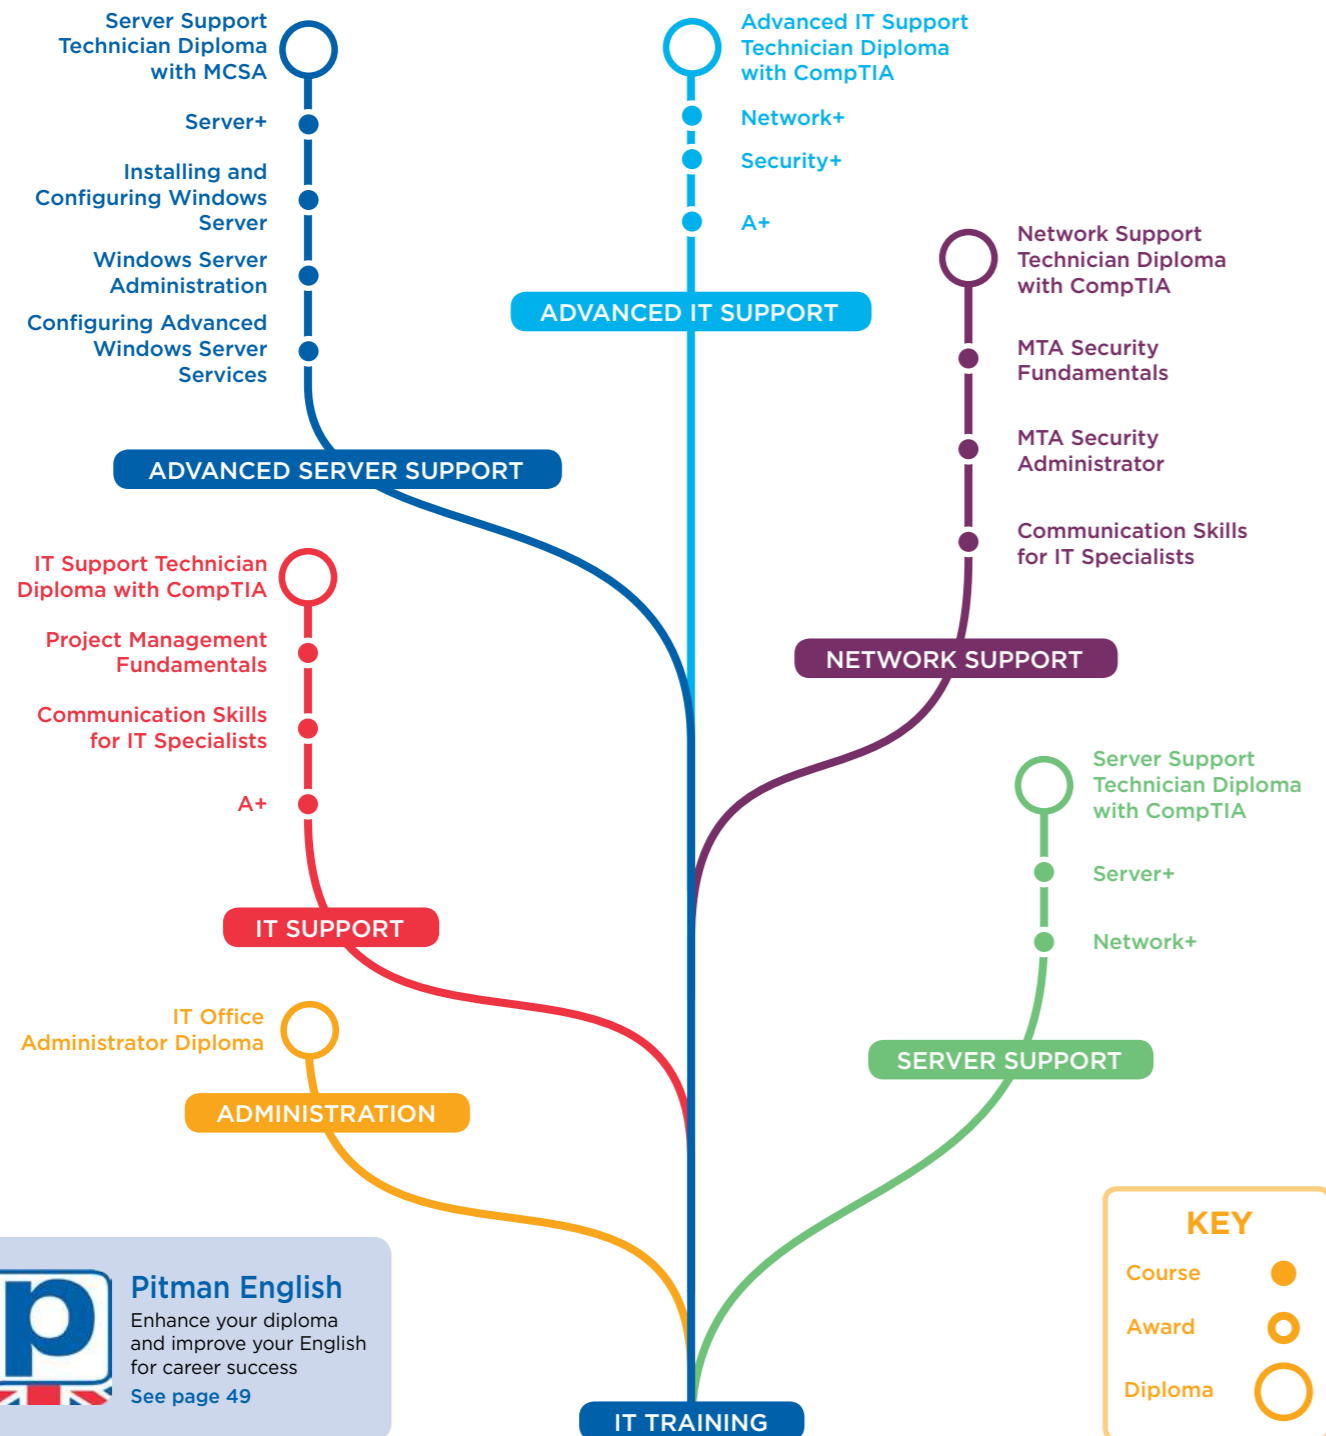 Server Support
Technician Diploma
with MCSA
Server+
Installing and
Configuring Windows
Server
Windows Server
Administration
Configuring Advanced
Windows Server
Services
ADVANCED SERVER SUPPORT
Advanced IT Support
Technician Diploma
with CompTIA
Network+
Security+
A+
ADVANCED IT SUPPORT
Network Support
Technician Diploma
with CompTIA
MTA Security
Fundamentals
MTA Security
Administrator
Communication Skills
for IT Specialists
NETWORK SUPPORT
IT Support Technician
Diploma with CompTIA
Project Management
Fundamentals
Communication Skills
for IT Specialists
A+
IT SUPPORT
Server Support
Technician Diploma
with CompTIA
Server+
Network+
SERVER SUPPORT
IT Office
Administrator Diploma
ADMINISTRATION
p
Pitman English
Enhance your diploma
and improve your English
for career success
See page 49
IT TRAINING
KEY
Course
Award
Diploma